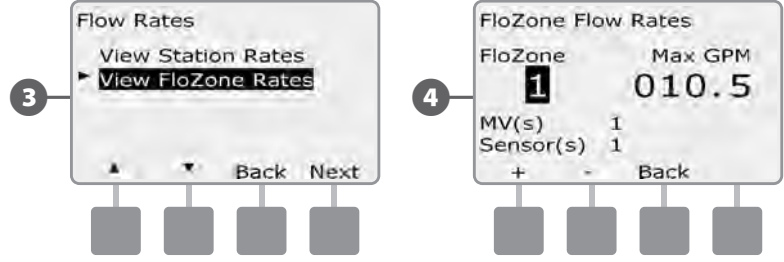 3
Flow Rates
View Station Rates
► View FloZone Rates
▲ ▼ Back Next
4
FloZone Flow Rates
FloZone Max GPM
1 010.5
MV(s) 1
Sensor(s) 1
+ - Back